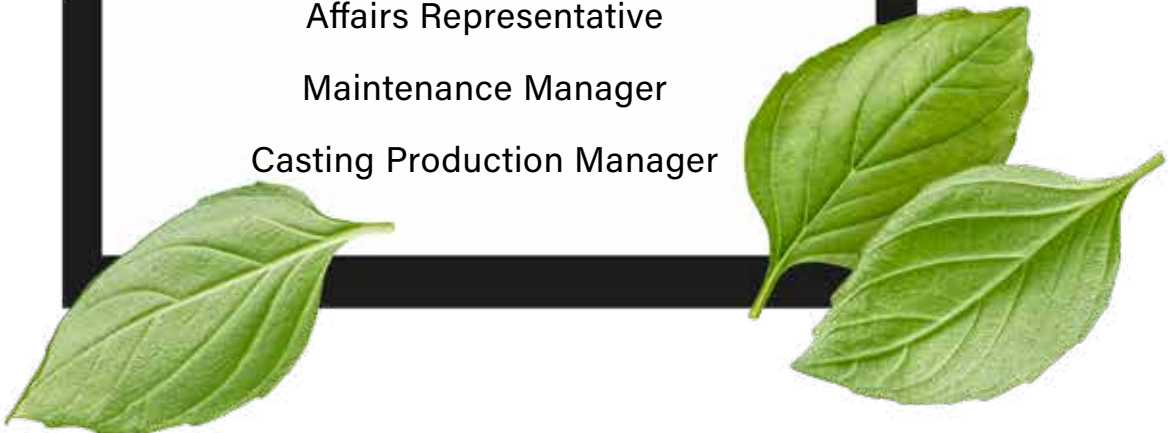 Affairs Representative
Maintenance Manager
Casting Production Manager